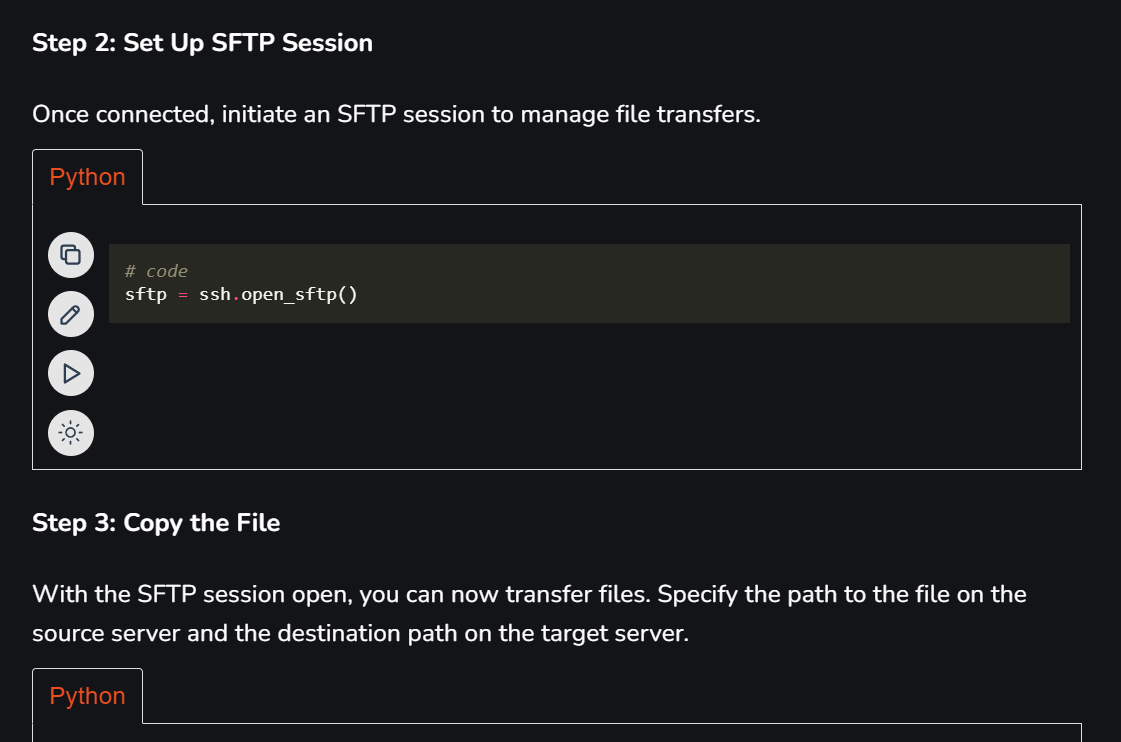 Step 2: Set Up SFTP Session
Once connected, initiate an SFTP session to manage file transfers.
Python
# code
sftp = ssh.open_sftp()
Step 3: Copy the File
With the SFTP session open, you can now transfer files. Specify the path to the file on the
source server and the destination path on the target server.
Python